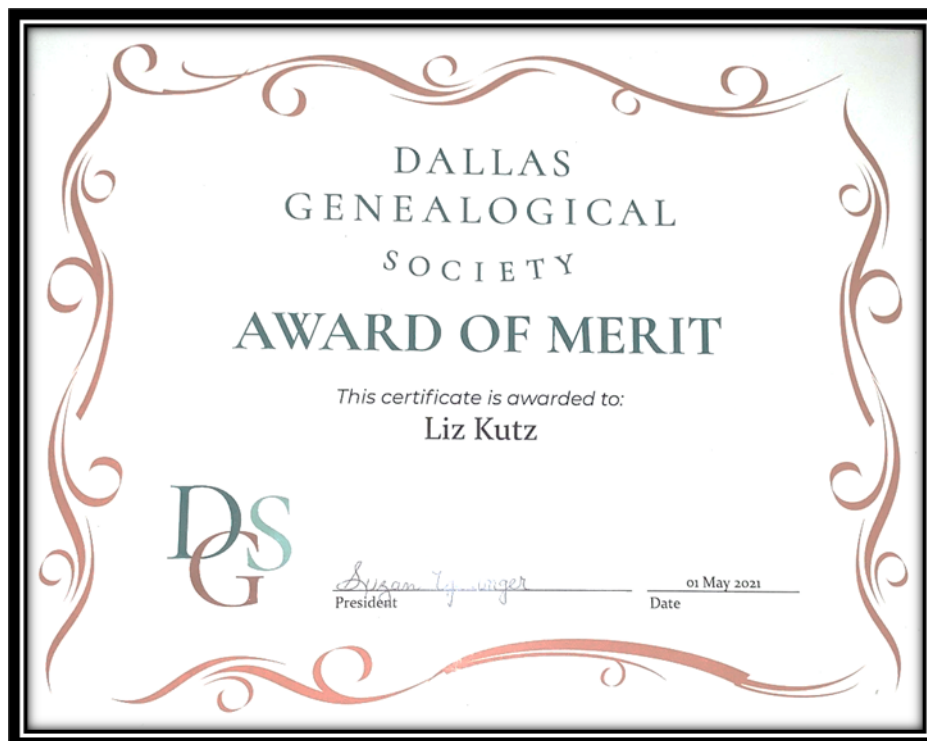 DALLAS
GENEALOGICAL
SOCIETY
AWARD OF MERIT
This certificate is awarded to:
Liz Kutz
DGS
Suzan
01 May 2021
President
Date